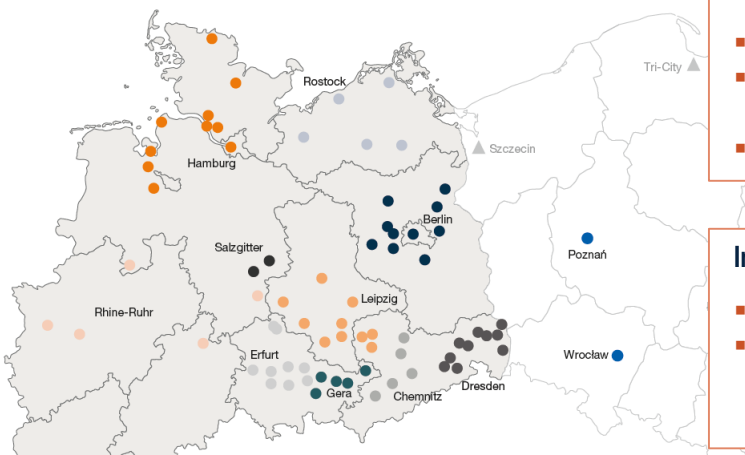 Tri-City
Rostock
Szczecin
Hamburg
Berlin
Salzgitter
Poznań
Leipzig
Rhine-Ruhr
Erfurt
Wrocław
Gera
Chemnitz
Dresden